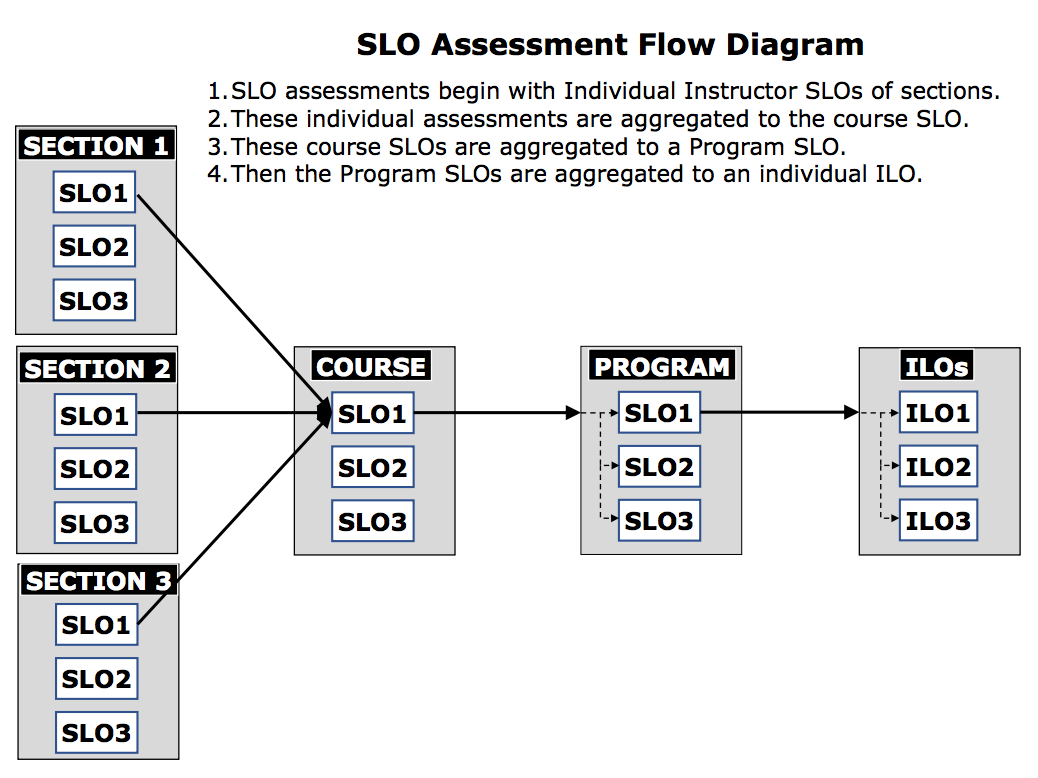 SLO Assessment Flow Diagram
1. SLO assessments begin with Individual Instructor SLOs of sections.
2. These individual assessments are aggregated to the course SLO.
3. These course SLOs are aggregated to a Program SLO.
4. Then the Program SLOs are aggregated to an individual ILO.
SECTION 1
SLO1
SLO2
SLO3
SECTION 2
SLO1
SLO2
SLO3
SECTION 3
SLO1
SLO2
SLO3
COURSE
SLO1
SLO2
SLO3
PROGRAM
SLO1
SLO2
SLO3
ILOs
ILO1
ILO2
ILO3